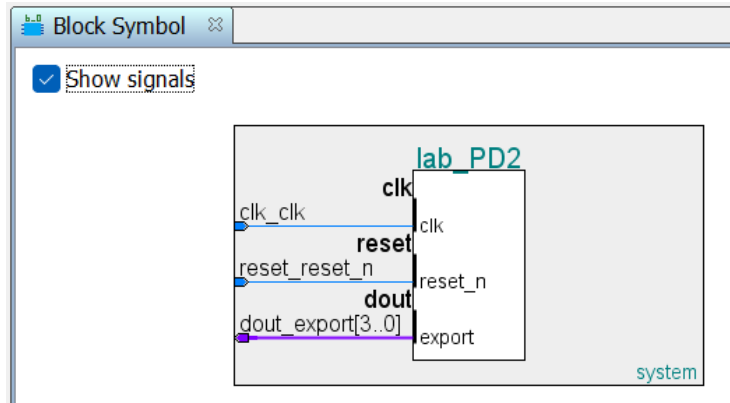 Block Symbol
Show signals
lab_PD2
clk
clk_clk
clk
reset
reset_reset_n
reset_n
dout
dout_export[3..0]
export
system